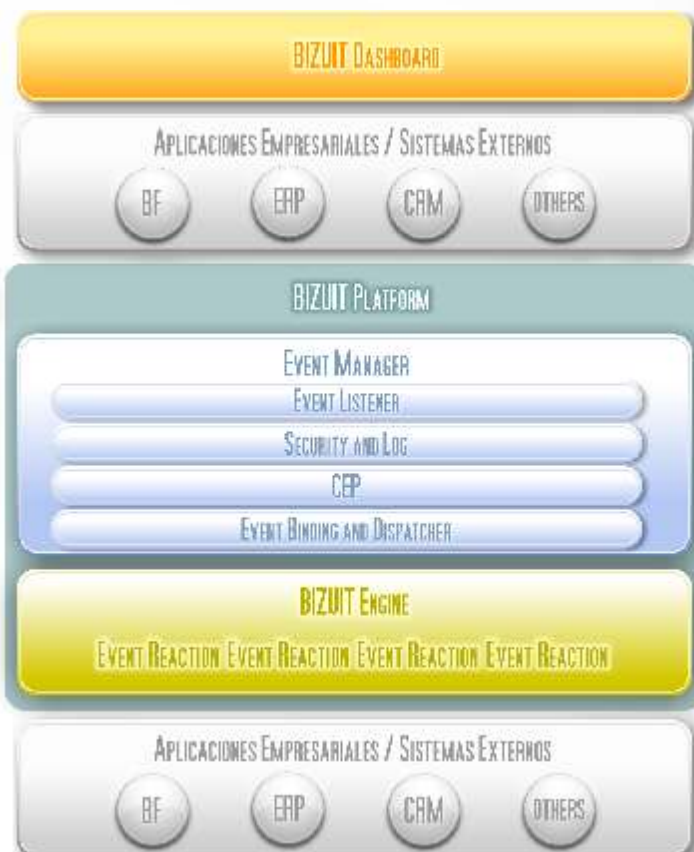 BIZUIT DASHBOARD
APLICACIONES EMPRESARIALES / SISTEMAS EXTERNOS
BF ERP CRM OTHERS
BIZUIT PLATFORM
EVENT MANAGER
EVENT LISTENER
SECURITY AND LOG
CEP
EVENT BINDING AND DISPATCHER
BIZUIT ENGINE
EVENT REACTION EVENT REACTION EVENT REACTION EVENT REACTION
APLICACIONES EMPRESARIALES / SISTEMAS EXTERNOS
BF ERP CRM OTHERS